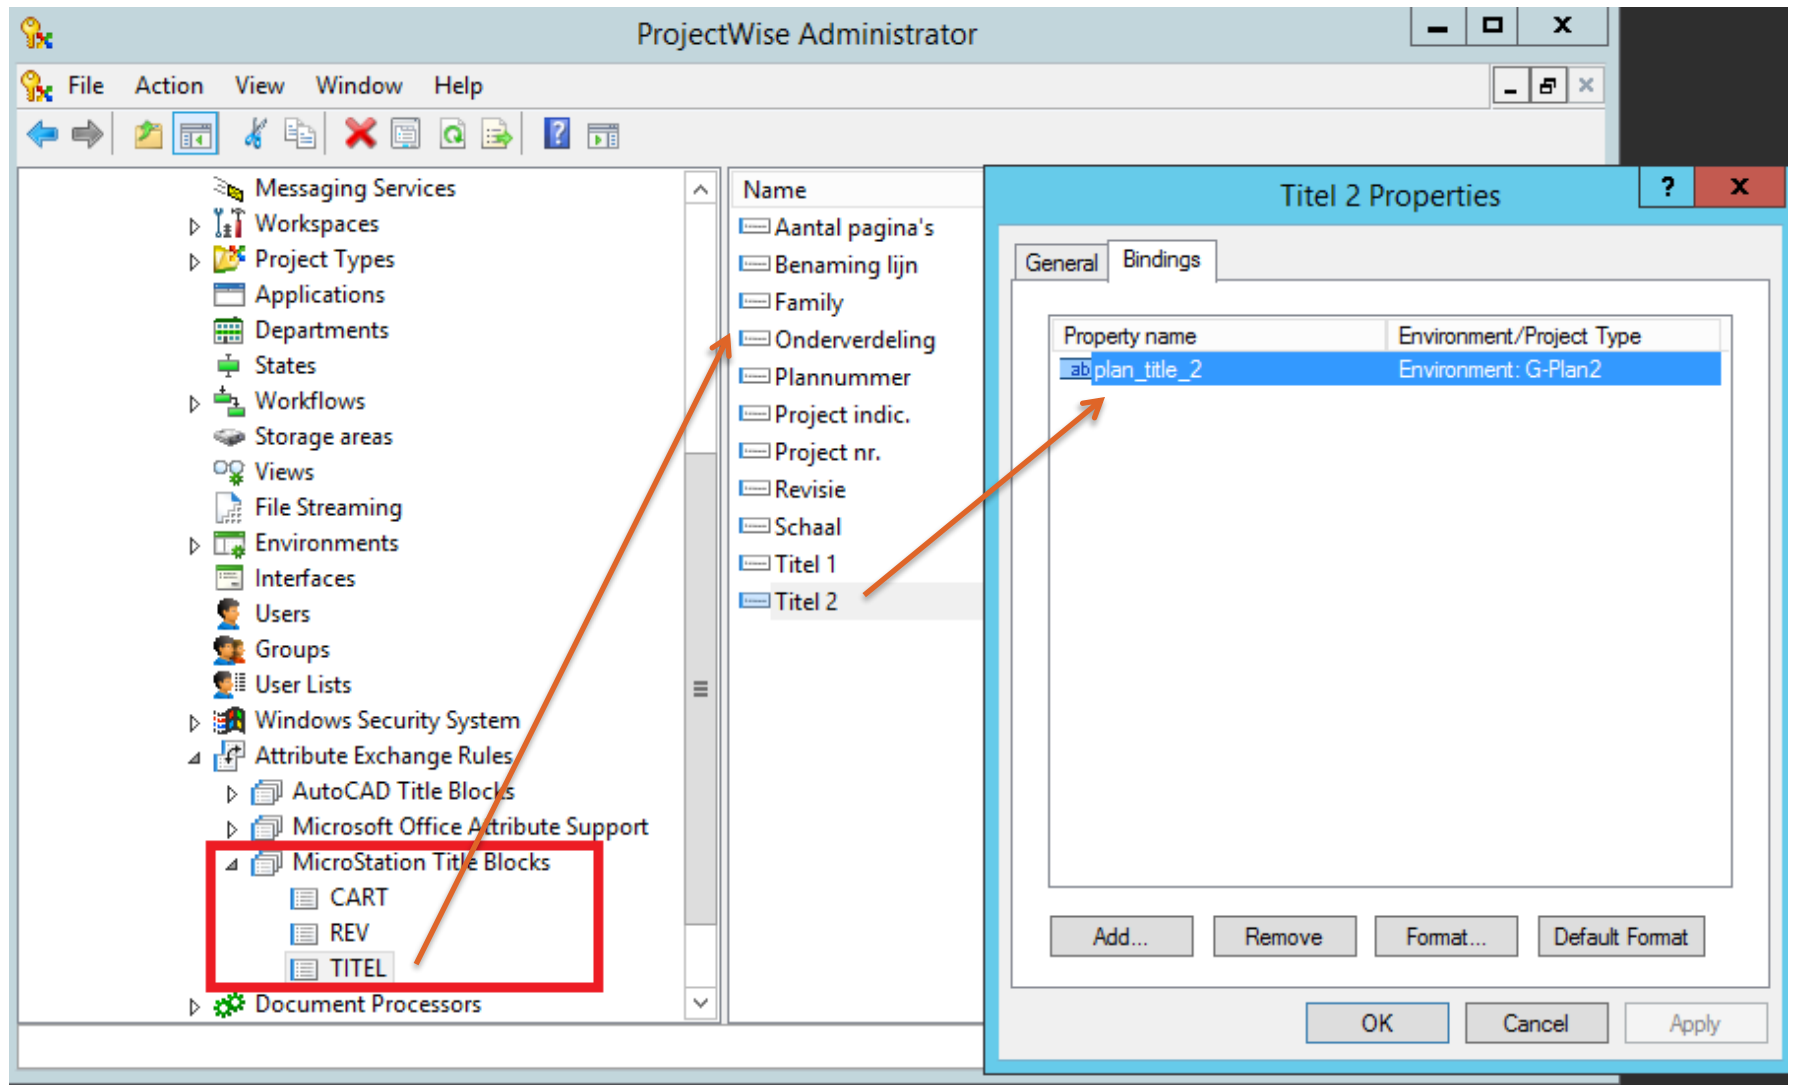 ProjectWise Administrator
File Action View Window Help
Messaging Services
Workspaces
Project Types
Applications
Departments
States
Workflows
Storage areas
Views
File Streaming
Environments
Interfaces
Users
Groups
User Lists
Windows Security System
Attribute Exchange Rules
AutoCAD Title Blocks
Microsoft Office Attribute Support
MicroStation Title Blocks
CART
REV
TITEL
Document Processors
Name
Aantal pagina's
Benaming lijn
Family
Onderverdeling
Plannummer
Project indic.
Project nr.
Revisie
Schaal
Titel 1
Titel 2
Titel 2 Properties
General Bindings
Property name Environment/Project Type
plan_title_2 Environment: G-Plan2
Add... Remove Format... Default Format
OK Cancel Apply